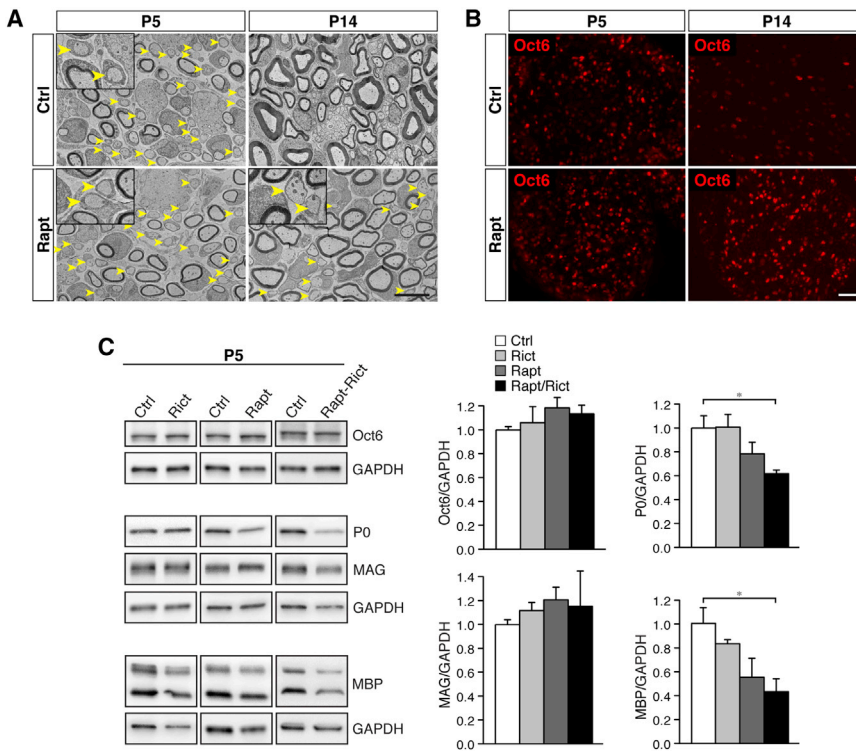 A
P5
P14
Ctrl
Rapt
B
P5
P14
Ctrl
Rapt
Oct6
Oct6
Oct6
Oct6
C
P5
Ctrl
Rict
Ctrl
Rapt
Ctrl
Rapt-Rict
Oct6
GAPDH
P0
MAG
GAPDH
MBP
GAPDH
Ctrl
Rict
Rapt
Rapt/Rict
Oct6/GAPDH
1.2
1.0
0.8
0.6
0.4
0.2
0.0
P0/GAPDH
1.2
1.0
0.8
0.6
0.4
0.2
0.0
*
MAG/GAPDH
1.4
1.2
1.0
0.8
0.6
0.4
0.2
0.0
MBP/GAPDH
1.2
1.0
0.8
0.6
0.4
0.2
0.0
*